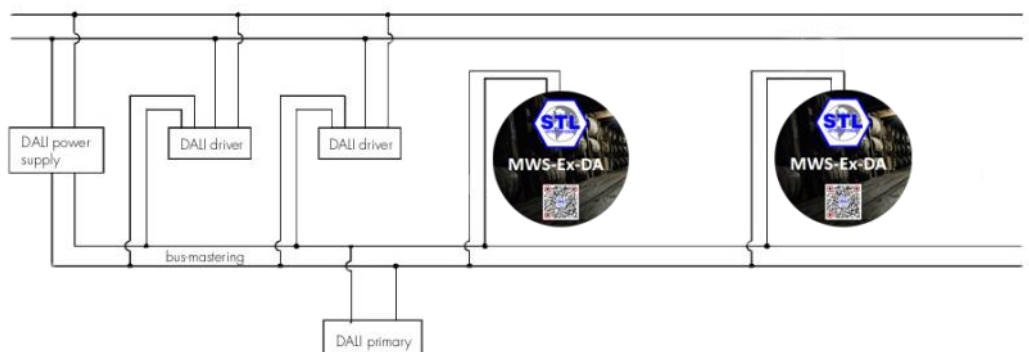 DALI power
supply
DALI driver
DALI driver
STL
MWS-Ex-DA
STL
MWS-Ex-DA
bus-mastering
DALI primary